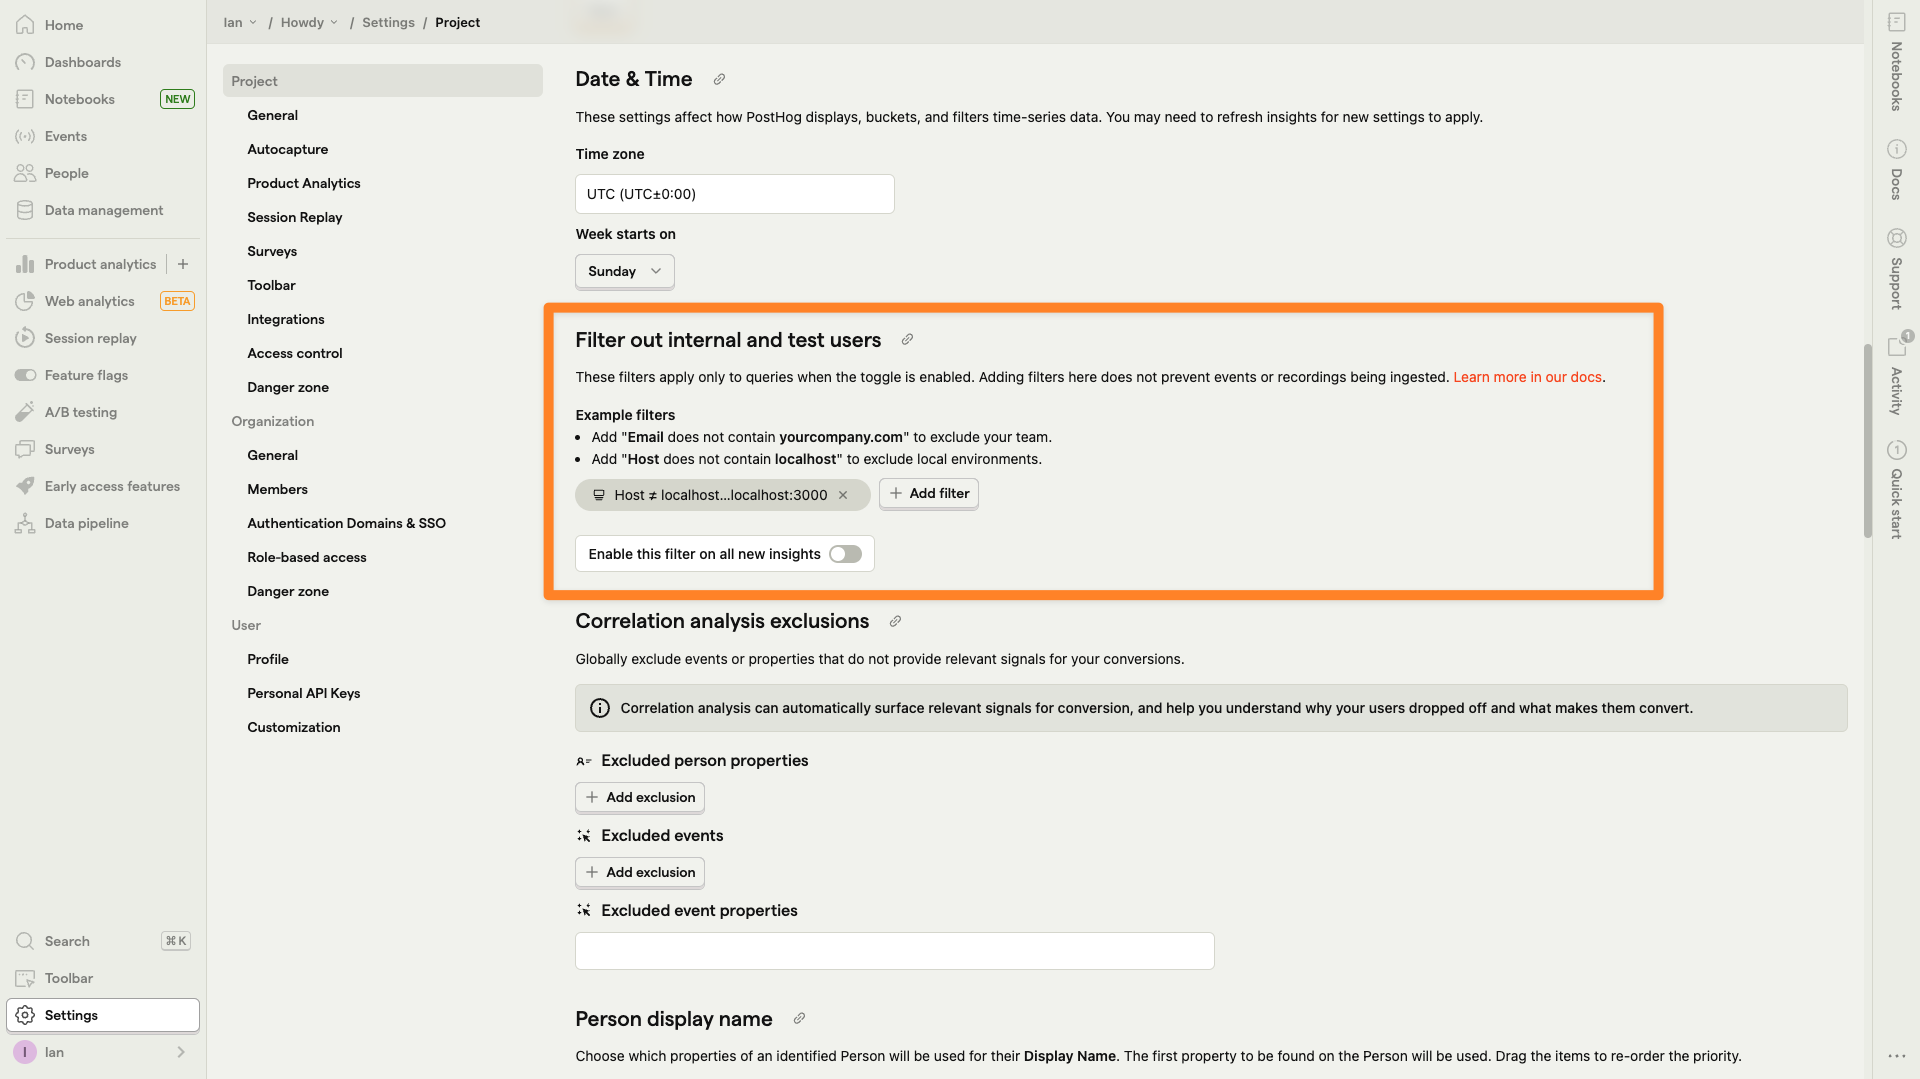 Home
Dashboards
Notebooks NEW
Events
People
Data management
Product analytics
Web analytics BETA
Session replay
Feature flags
A/B testing
Surveys
Early access features
Data pipeline
Search ⌘ K
Toolbar
Settings
I Ian
Ian / Howdy / Settings / Project
Project
General
Autocapture
Product Analytics
Session Replay
Surveys
Toolbar
Integrations
Access control
Danger zone
Organization
General
Members
Authentication Domains & SSO
Role-based access
Danger zone
User
Profile
Personal API Keys
Customization
Date & Time
These settings affect how PostHog displays, buckets, and filters time-series data. You may need to refresh insights for new settings to apply.
Time zone
UTC (UTC±0:00)
Week starts on
Sunday
Filter out internal and test users
These filters apply only to queries when the toggle is enabled. Adding filters here does not prevent events or recordings being ingested. Learn more in our docs.
Example filters
• Add "Email does not contain yourcompany.com" to exclude your team.
• Add "Host does not contain localhost" to exclude local environments.
Host ≠ localhost...localhost:3000 × + Add filter
Enable this filter on all new insights
Correlation analysis exclusions
Globally exclude events or properties that do not provide relevant signals for your conversions.
Correlation analysis can automatically surface relevant signals for conversion, and help you understand why your users dropped off and what makes them convert.
Excluded person properties
+ Add exclusion
Excluded events
+ Add exclusion
Excluded event properties
Person display name
Choose which properties of an identified Person will be used for their Display Name. The first property to be found on the Person will be used. Drag the items to re-order the priority.
Notebooks
Docs
Support
1
Activity
1
Quick start